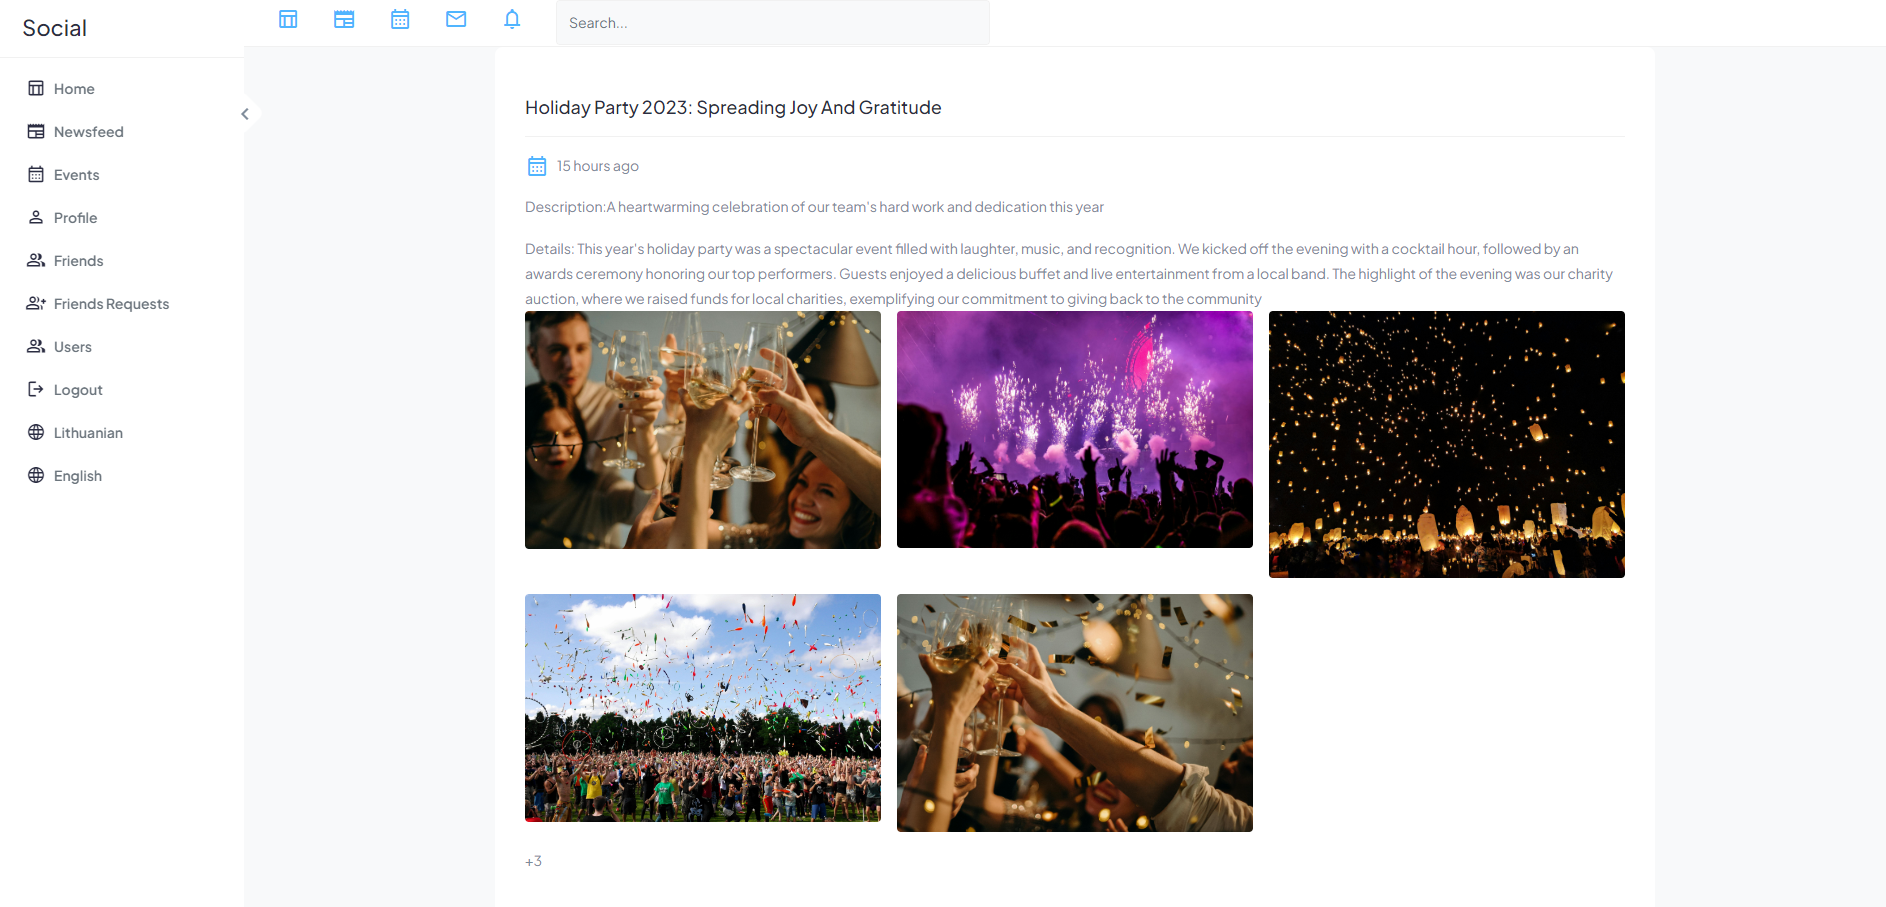 Social
Search...
Home
Newsfeed
Events
Profile
Friends
Friends Requests
Users
Logout
Lithuanian
English
Holiday Party 2023: Spreading Joy And Gratitude
15 hours ago
Description:A heartwarming celebration of our team's hard work and dedication this year
Details: This year's holiday party was a spectacular event filled with laughter, music, and recognition. We kicked off the evening with a cocktail hour, followed by an
awards ceremony honoring our top performers. Guests enjoyed a delicious buffet and live entertainment from a local band. The highlight of the evening was our charity
auction, where we raised funds for local charities, exemplifying our commitment to giving back to the community
+3